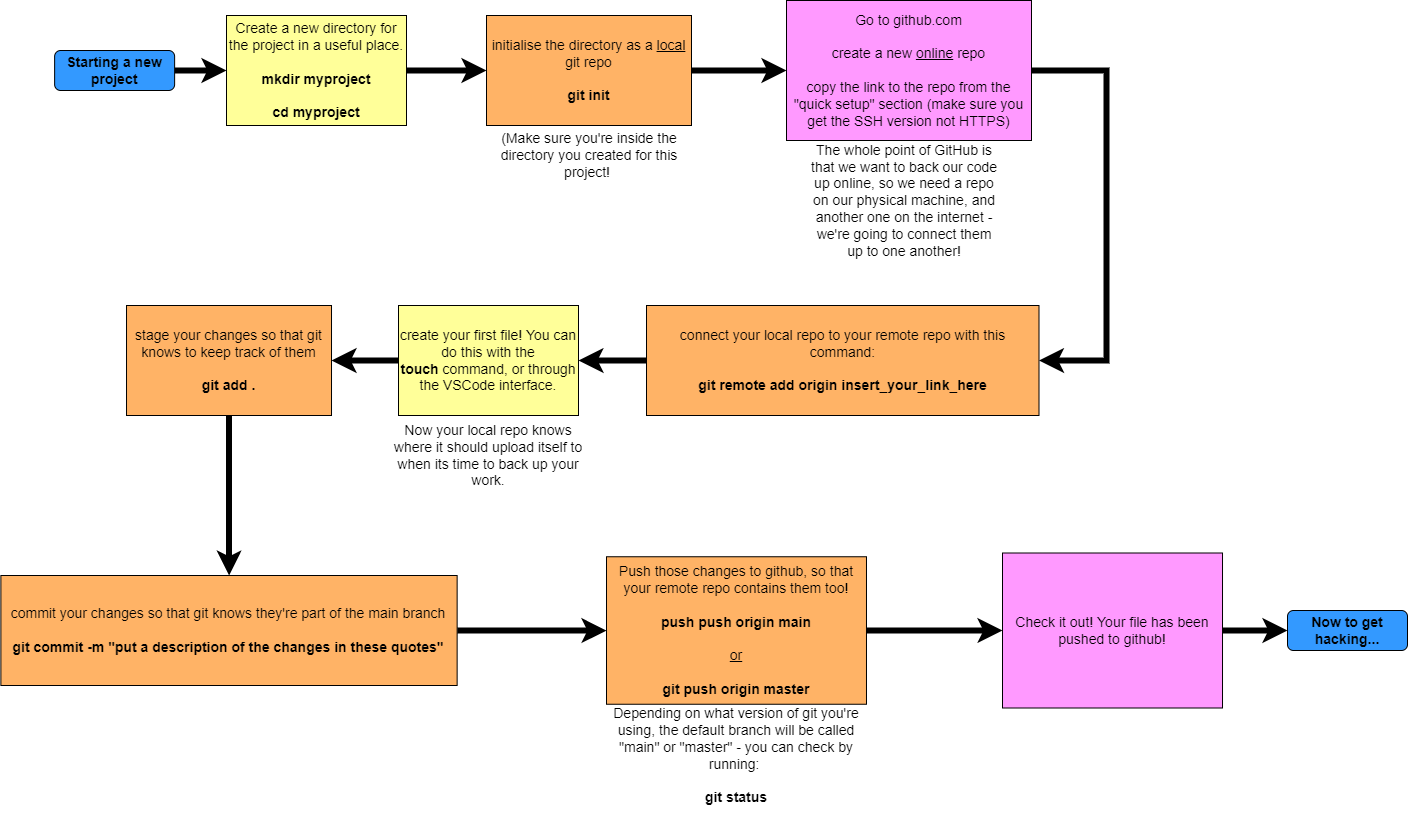 Starting a new
project
Create a new directory for
the project in a useful place.
mkdir myproject
cd myproject
initialise the directory as a local
git repo
git init
(Make sure you're inside the
directory you created for this
project!
Go to github.com
create a new online repo
copy the link to the repo from the
"quick setup" section (make sure you
get the SSH version not HTTPS)
The whole point of GitHub is
that we want to back our code
up online, so we need a repo
on our physical machine, and
another one on the internet -
we're going to connect them
up to one another!
connect your local repo to your remote repo with this
command:
git remote add origin insert_your_link_here
create your first file! You can
do this with the
touch command, or through
the VSCode interface.
Now your local repo knows
where it should upload itself to
when its time to back up your
work.
stage your changes so that git
knows to keep track of them
git add .
commit your changes so that git knows they're part of the main branch
git commit -m "put a description of the changes in these quotes"
Push those changes to github, so that
your remote repo contains them too!
push push origin main
or
git push origin master
Depending on what version of git you're
using, the default branch will be called
"main" or "master" - you can check by
running:
git status
Check it out! Your file has been
pushed to github!
Now to get
hacking...